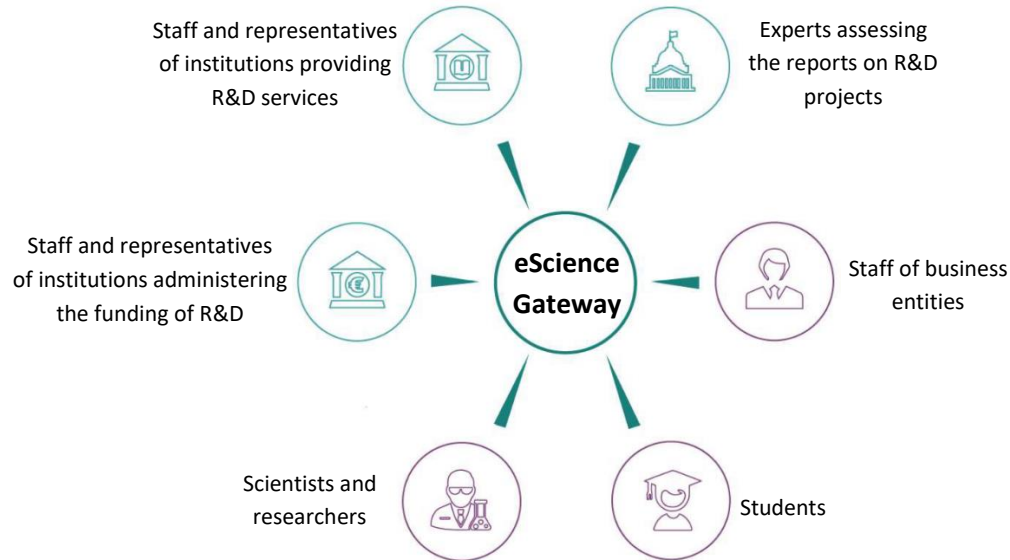 Staff and representatives
of institutions providing
R&D services
Experts assessing
the reports on R&D
projects
Staff and representatives
of institutions administering
the funding of R&D
eScience
Gateway
Staff of business
entities
Scientists and
researchers
Students